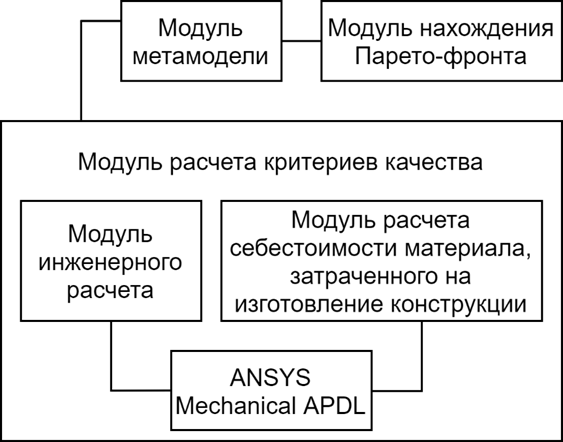 Модуль
метамодели
Модуль нахождения
Парето-фронта
Модуль расчета критериев качества
Модуль
инженерного
расчета
Модуль расчета
себестоимости материала,
затраченного на
изготовление конструкции
ANSYS
Mechanical APDL